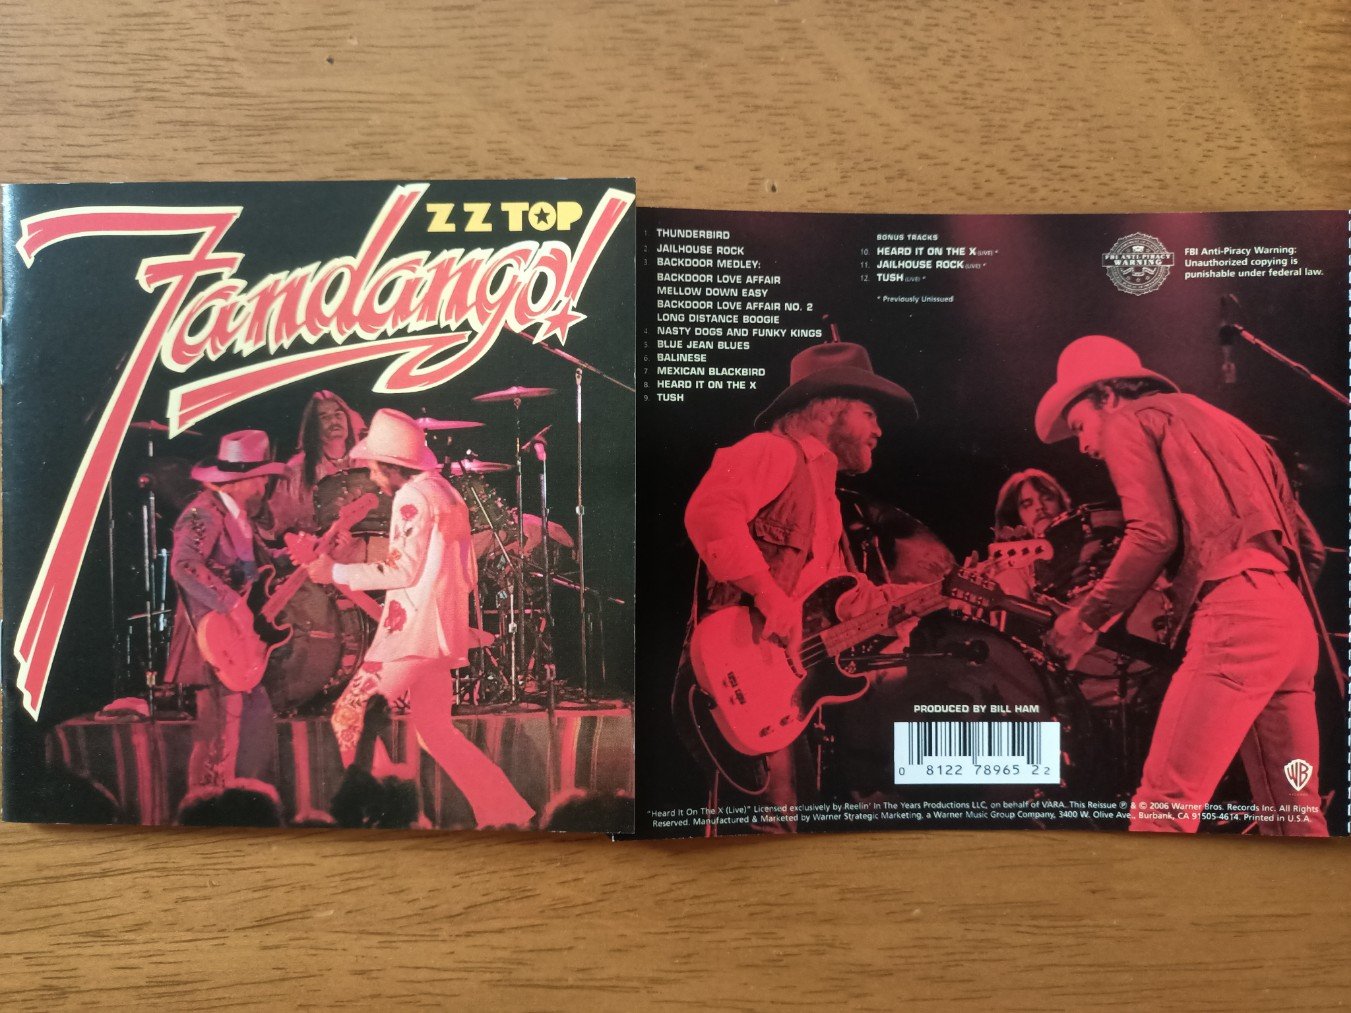 ZZ TOP
Fandango!
1. THUNDERBIRD
2. JAILHOUSE ROCK
3. BACKDOOR MEDLEY:
BACKDOOR LOVE AFFAIR
MELLOW DOWN EASY
BACKDOOR LOVE AFFAIR NO. 2
LONG DISTANCE BOOGIE
4. NASTY DOGS AND FUNKY KINGS
5. BLUE JEAN BLUES
6. BALINESE
7. MEXICAN BLACKBIRD
8. HEARD IT ON THE X
9. TUSH
BONUS TRACKS
10. HEARD IT ON THE X (LIVE) *
11. JAILHOUSE ROCK (LIVE) *
12. TUSH (LIVE) *
* Previously Unissued
FBI ANTI-PIRACY
WARNING
FBI Anti-Piracy Warning:
Unauthorized copying is
punishable under federal law.
PRODUCED BY BILL HAM
0 81227 89652 2
WB
"Heard It On The X (Live)" Licensed exclusively by Reelin' In The Years Productions LLC, on behalf of VARA. This Reissue ℗ & © 2006 Warner Bros. Records Inc. All Rights
Reserved. Manufactured & Marketed by Warner Strategic Marketing, a Warner Music Group Company, 3400 W. Olive Ave., Burbank, CA 91505-4614. Printed in U.S.A.